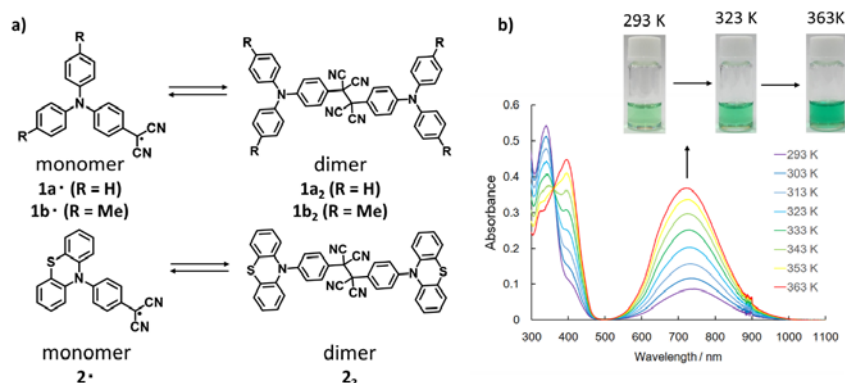 a)
R
R
R
N
N
N
R
CN
CN
NC CN
NC CN
R
R
monomer
dimer
1a• (R = H)
1a₂ (R = H)
1b• (R = Me)
1b₂ (R = Me)
S
N
CN
CN
S
N
NC CN
NC CN
N
S
monomer
dimer
2•
2₂
b)
293 K
323 K
363K
Absorbance
0.6
0.5
0.4
0.3
0.2
0.1
0
300 400 500 600 700 800 900 1000 1100
Wavelength / nm
293 K
303 K
313 K
323 K
333 K
343 K
353 K
363 K